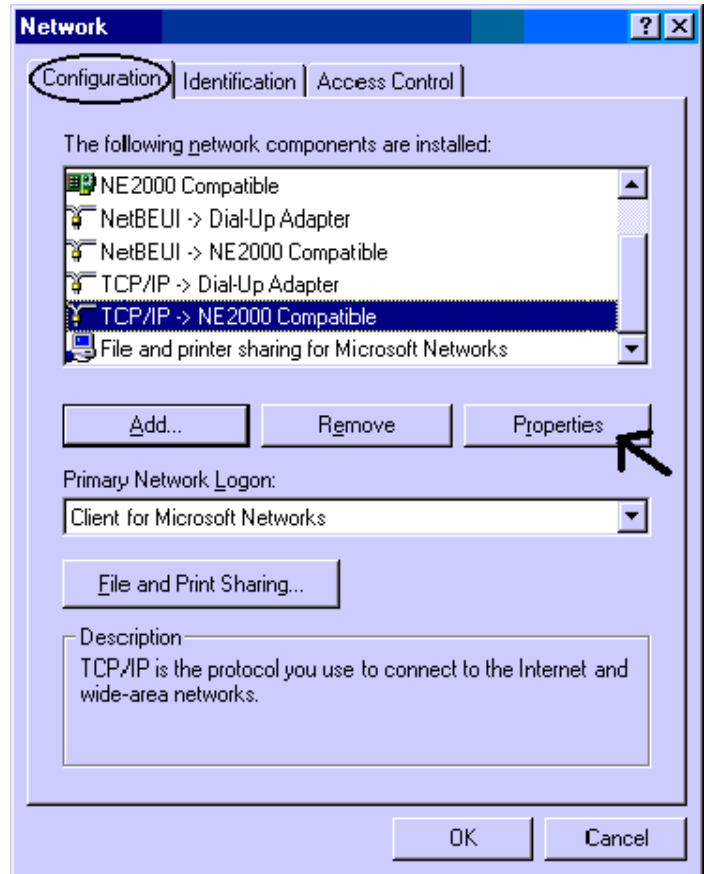 Network
Configuration Identification Access Control
The following network components are installed:
NE2000 Compatible
NetBEUI -> Dial-Up Adapter
NetBEUI -> NE2000 Compatible
TCP/IP -> Dial-Up Adapter
TCP/IP -> NE2000 Compatible
File and printer sharing for Microsoft Networks
Add... Remove Properties
Primary Network Logon:
Client for Microsoft Networks
File and Print Sharing...
Description
TCP/IP is the protocol you use to connect to the Internet and
wide-area networks.
OK Cancel